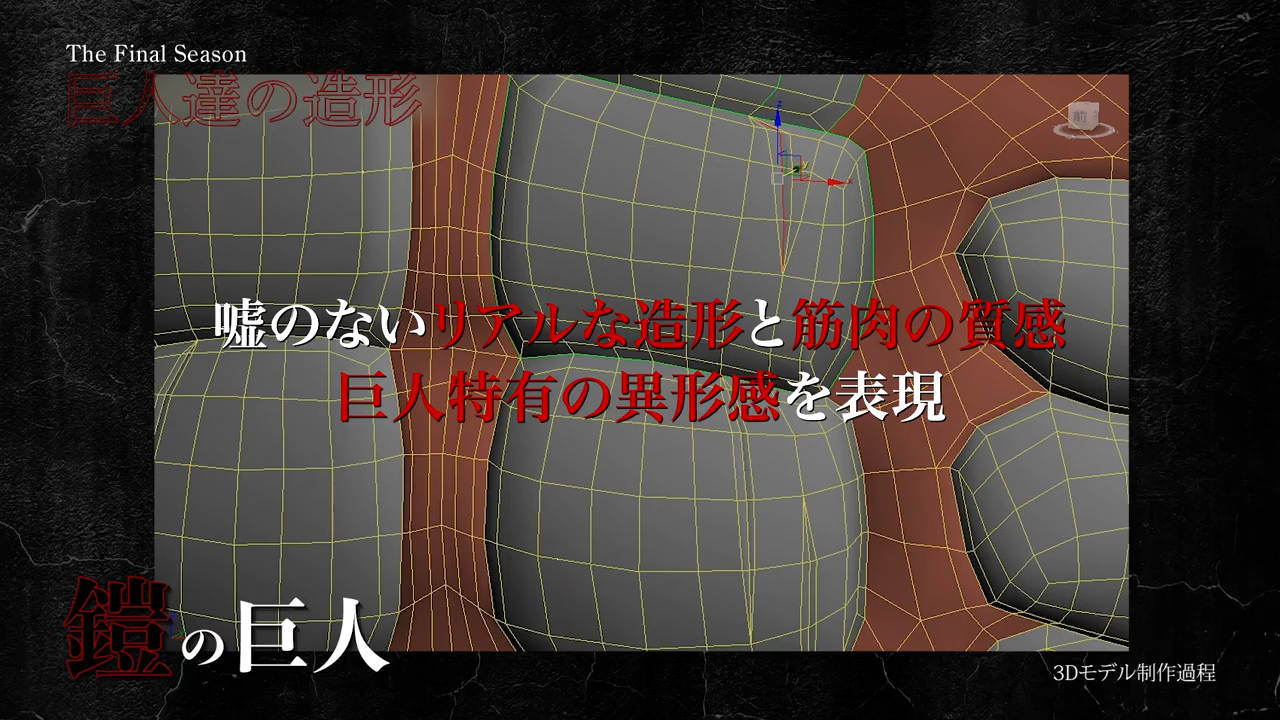 The Final Season
巨人達の造形
前
嘘のないリアルな造形と筋肉の質感
巨人特有の異形感を表現
鎧の巨人
3Dモデル制作過程